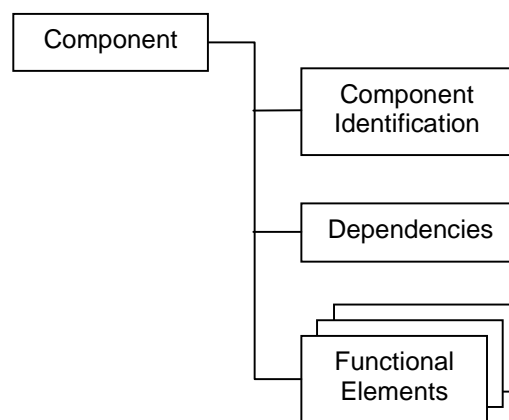 Component
Component
Identification
Dependencies
Functional
Elements